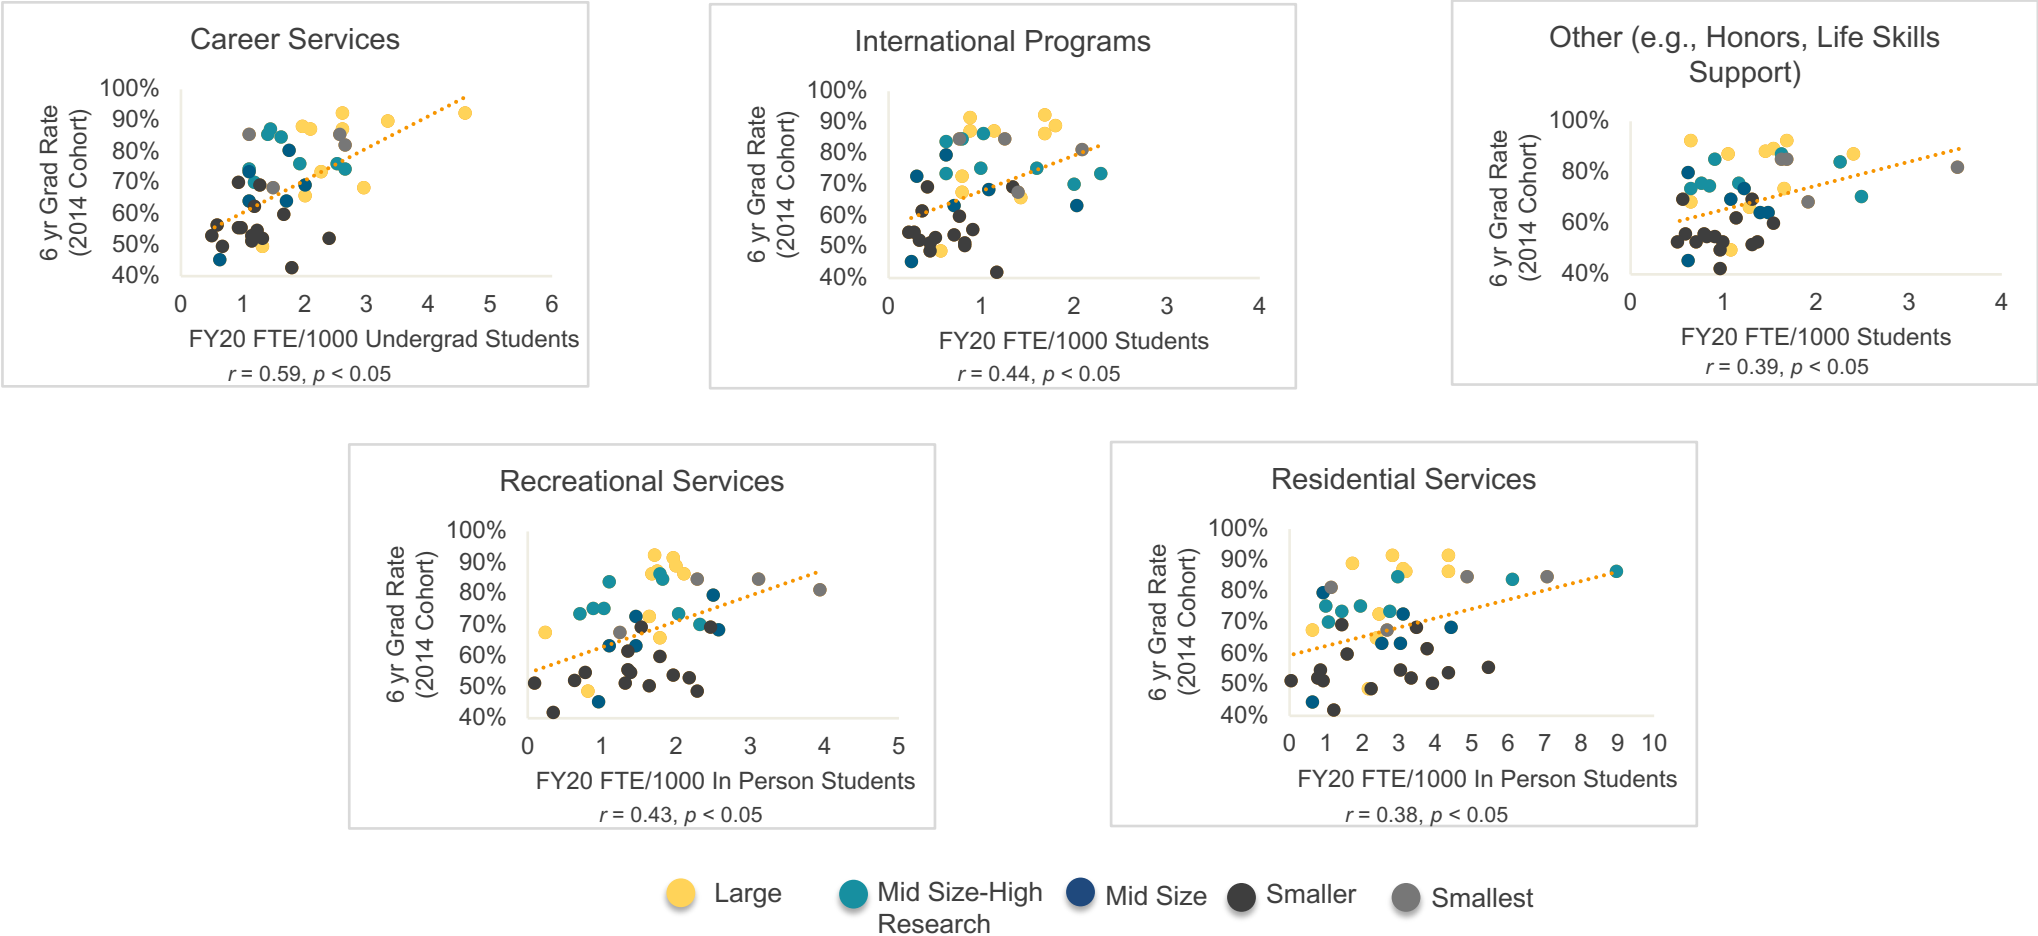 Career Services
6 yr Grad Rate
(2014 Cohort)
100%
90%
80%
70%
60%
50%
40%
0 1 2 3 4 5 6
FY20 FTE/1000 Undergrad Students
r = 0.59, p < 0.05
International Programs
6 yr Grad Rate
(2014 Cohort)
100%
90%
80%
70%
60%
50%
40%
0 1 2 3 4
FY20 FTE/1000 Students
r = 0.44, p < 0.05
Other (e.g., Honors, Life Skills
Support)
6 yr Grad Rate
(2014 Cohort)
100%
80%
60%
40%
0 1 2 3 4
FY20 FTE/1000 Students
r = 0.39, p < 0.05
Recreational Services
6 yr Grad Rate
(2014 Cohort)
100%
90%
80%
70%
60%
50%
40%
0 1 2 3 4 5
FY20 FTE/1000 In Person Students
r = 0.43, p < 0.05
Residential Services
6 yr Grad Rate
(2014 Cohort)
100%
90%
80%
70%
60%
50%
40%
0 1 2 3 4 5 6 7 8 9 10
FY20 FTE/1000 In Person Students
r = 0.38, p < 0.05
Large
Mid Size-High
Research
Mid Size
Smaller
Smallest